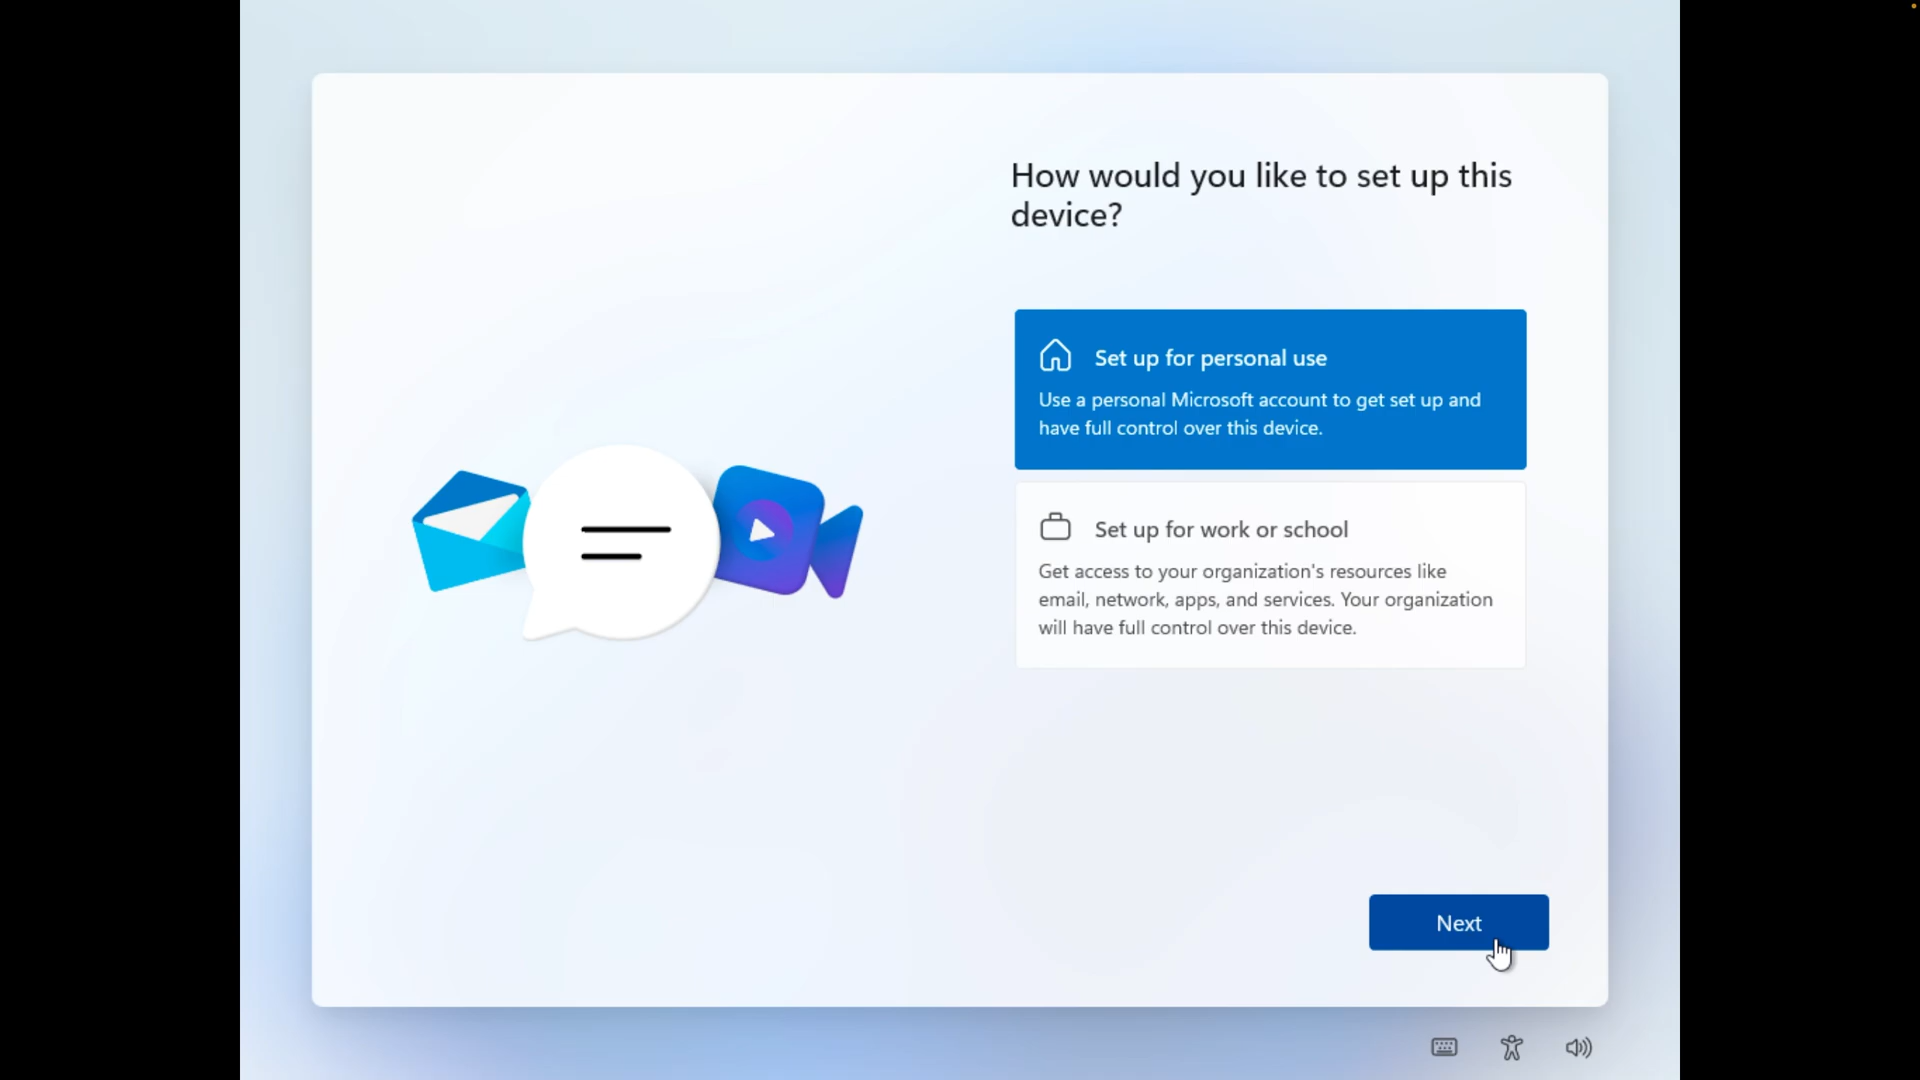 How would you like to set up this
device?
Set up for personal use
Use a personal Microsoft account to get set up and
have full control over this device.
Set up for work or school
Get access to your organization's resources like
email, network, apps, and services. Your organization
will have full control over this device.
Next